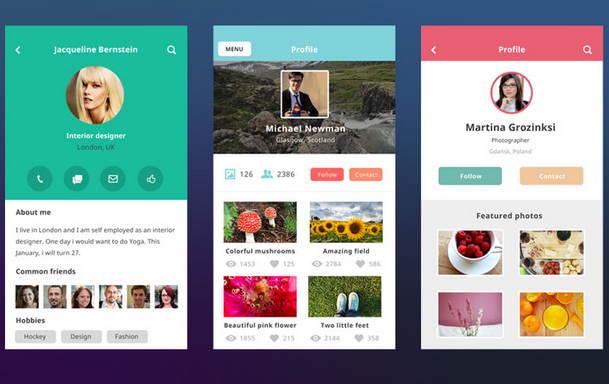 Jacqueline Bernstein
Interior designer
London, UK
About me
I live in London and I am self employed as an interior
designer. One day i would want to do Yoga. This
January, i will turn 27.
Common friends
Hobbies
Hockey
Design
Fashion
MENU
Profile
Michael Newman
Glasgow, Scotland
126
2386
Follow
Contact
Colorful mushrooms
1453
125
Amazing field
2784
586
Beautiful pink flower
1855
215
Two little feet
2144
358
Profile
Martina Grozinksi
Photographer
Gdańsk, Poland
Follow
Contact
Featured photos